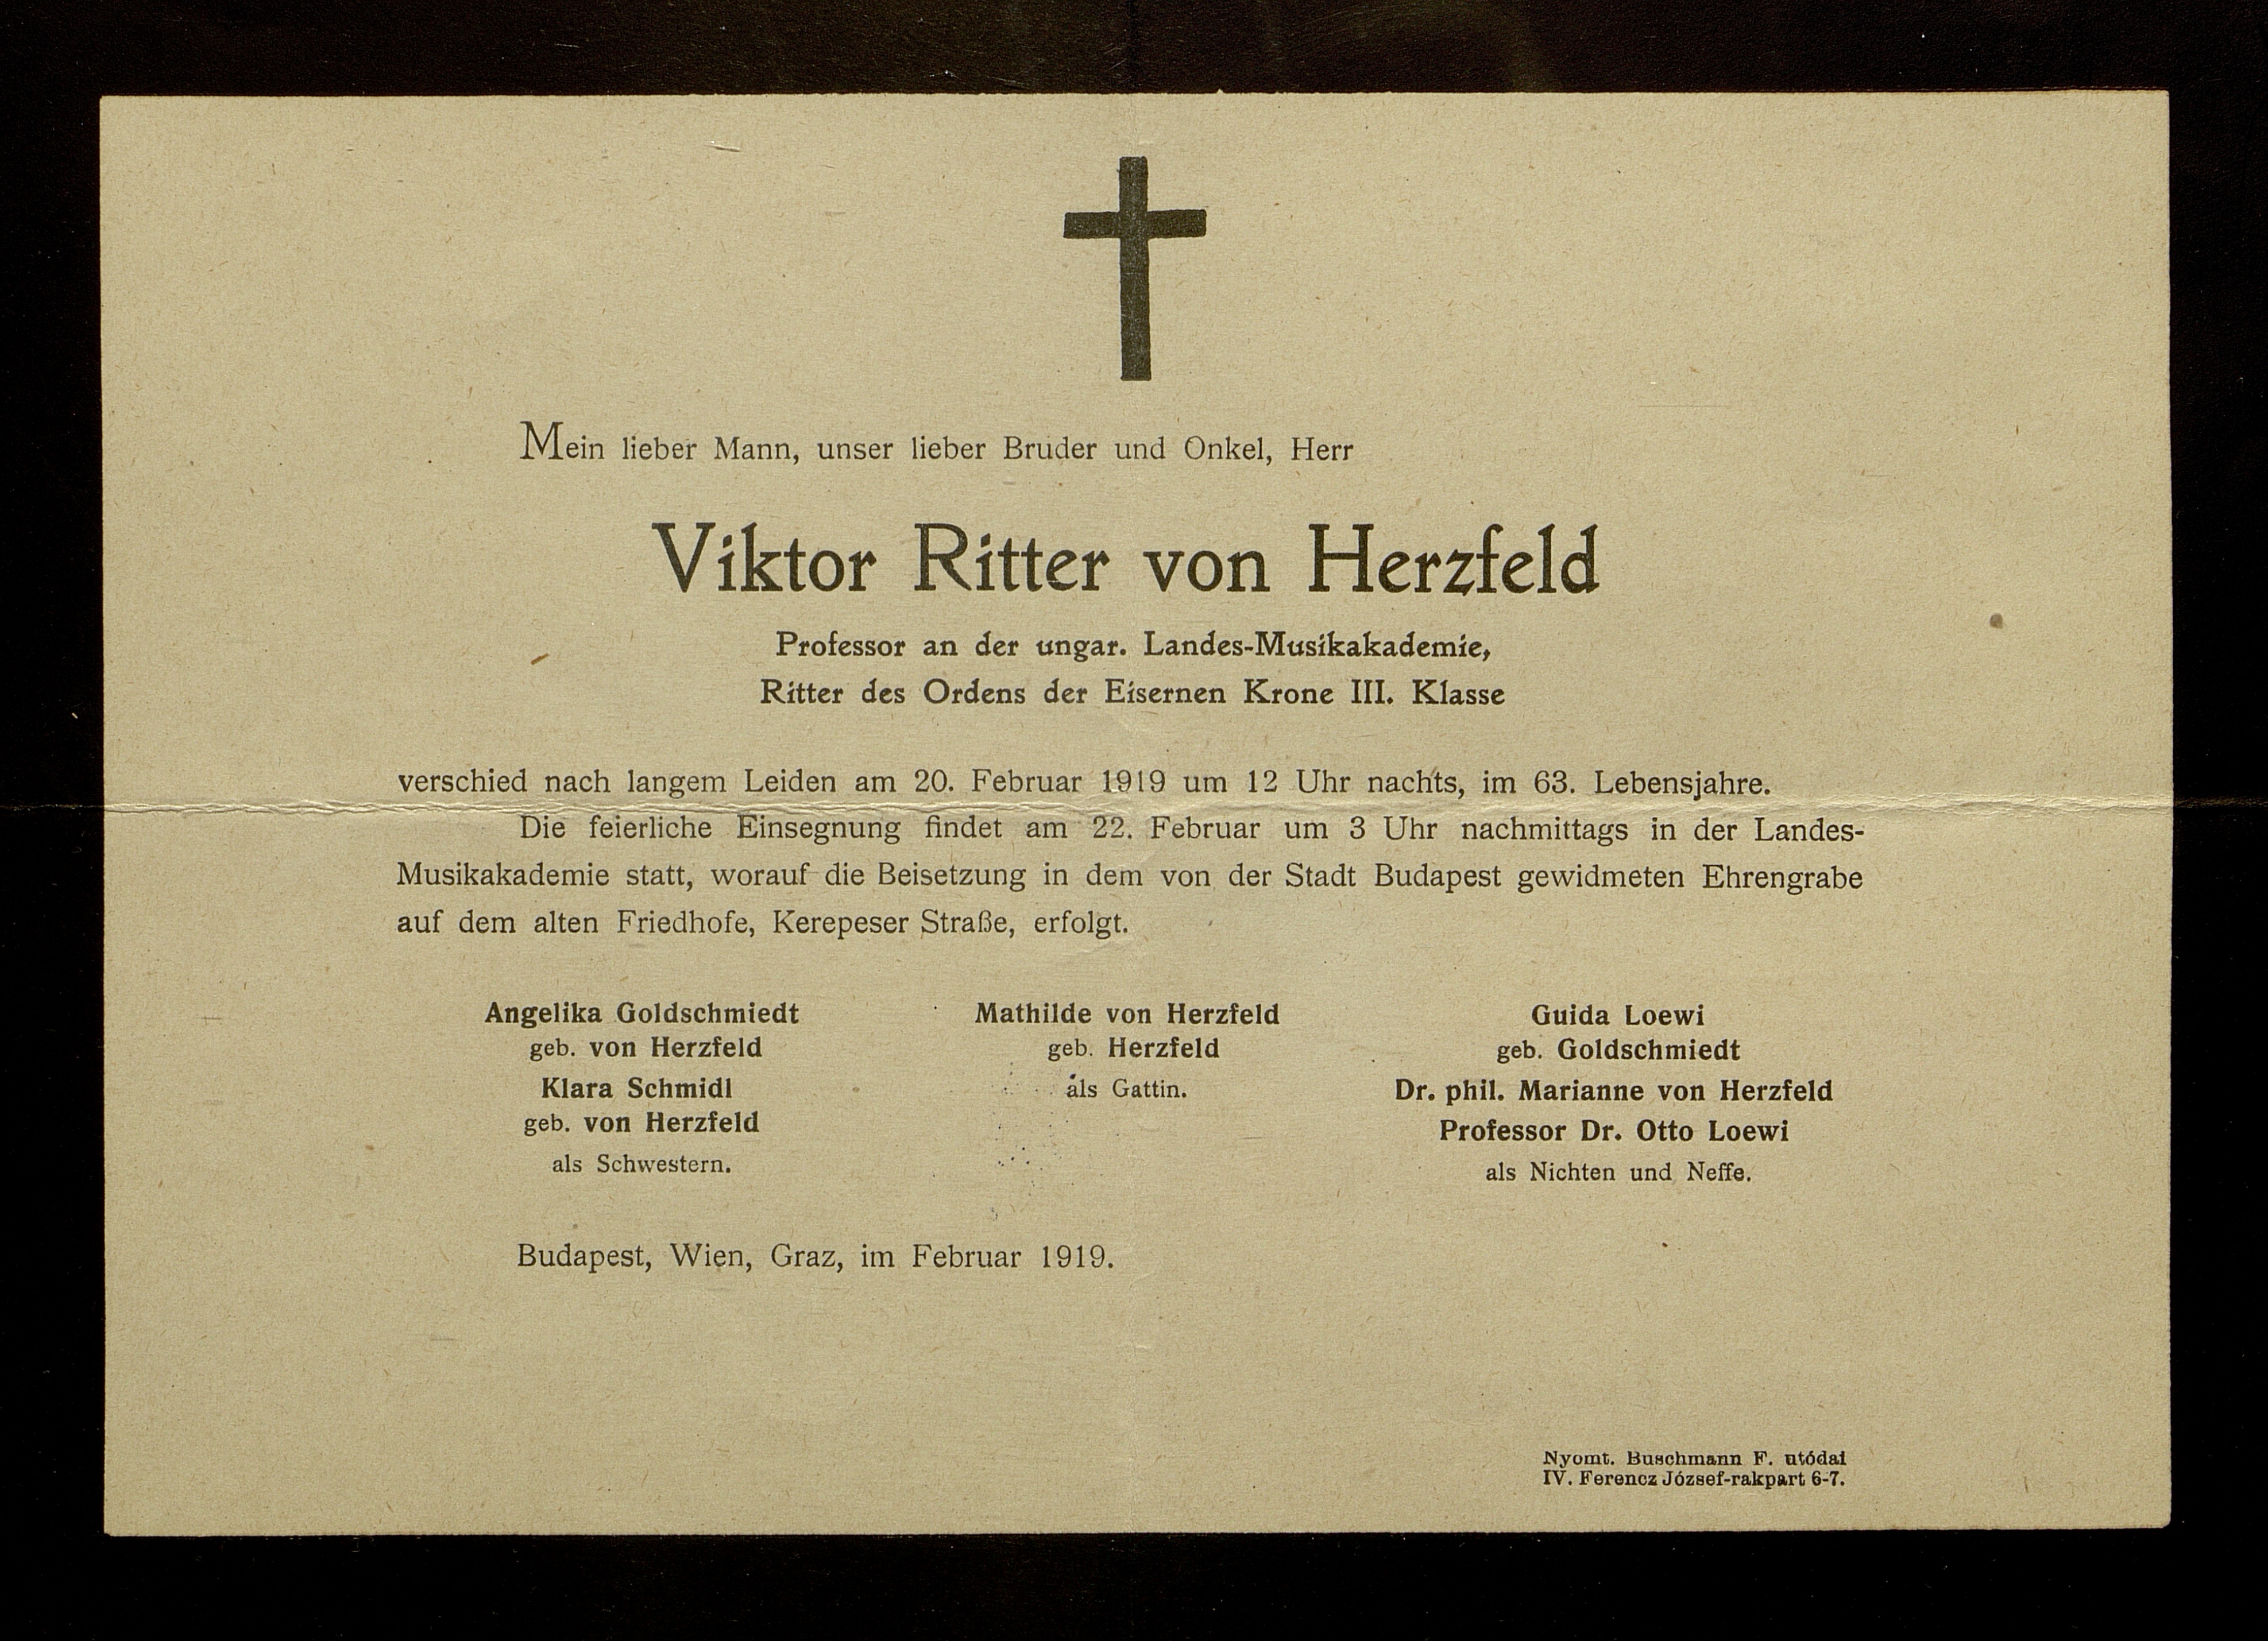 Mein lieber Mann, unser lieber Bruder und Onkel, Herr
Viktor Ritter von Herzfeld
Professor an der ungar. Landes-Musikakademie,
Ritter des Ordens der Eisernen Krone III. Klasse
verschied nach langem Leiden am 20. Februar 1919 um 12 Uhr nachts, im 63. Lebensjahre.
Die feierliche Einsegnung findet am 22. Februar um 3 Uhr nachmittags in der Landes-
Musikakademie statt, worauf die Beisetzung in dem von der Stadt Budapest gewidmeten Ehrengrabe
auf dem alten Friedhofe, Kerepeser Straße, erfolgt.
Angelika Goldschmiedt
geb. von Herzfeld
Klara Schmidl
geb. von Herzfeld
als Schwestern.
Mathilde von Herzfeld
geb. Herzfeld
als Gattin.
Guida Loewi
geb. Goldschmiedt
Dr. phil. Marianne von Herzfeld
Professor Dr. Otto Loewi
als Nichten und Neffe.
Budapest, Wien, Graz, im Februar 1919.
Nyomt. Buschmann F. utódai
IV. Ferencz József-rakpart 6-7.